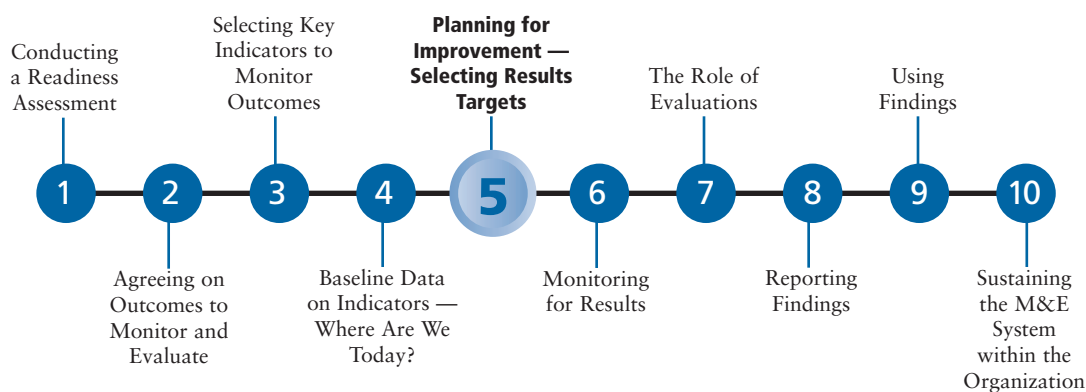 Conducting
a Readiness
Assessment
1
Agreeing on
Outcomes to
Monitor and
Evaluate
2
Selecting Key
Indicators to
Monitor
Outcomes
3
Baseline Data
on Indicators —
Where Are We
Today?
4
Planning for
Improvement —
Selecting Results
Targets
5
Monitoring
for Results
6
The Role of
Evaluations
7
Reporting
Findings
8
Using
Findings
9
Sustaining
the M&E
System
within the
Organization
10